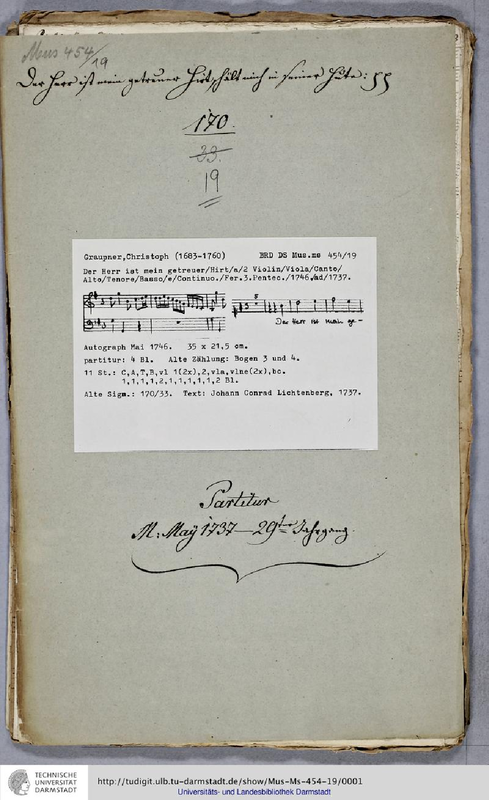 Mus 454/19
Der Herr ist mein getreuer Hirt, hält mich in seiner Hute:
170.
33.
19
Graupner,Christoph (1683-1760) BRD DS Mus.ms 454/19
Der Herr ist mein getreuer/Hirt/a/2 Violin/Viola/Canto/
Alto/Tenore/Basso/e/Continuo./Fer.3.Pentec./1746.ad/1737.
Der Herr ist mein ge-
Autograph Mai 1746. 35 x 21,5 cm.
partitur: 4 Bl. Alte Zählung: Bogen 3 und 4.
11 St.: C,A,T,B,vl 1(2x),2,vla,vlne(2x),bc.
1,1,1,1,2,1,1,1,1,1,2 Bl.
Alte Sign.: 170/33. Text: Johann Conrad Lichtenberg, 1737.
Partitur
M: May 1737 — 29te Jahrgang.
TECHNISCHE
UNIVERSITÄT
DARMSTADT
http://tudigit.ulb.tu-darmstadt.de/show/Mus-Ms-454-19/0001
Universitäts- und Landesbibliothek Darmstadt